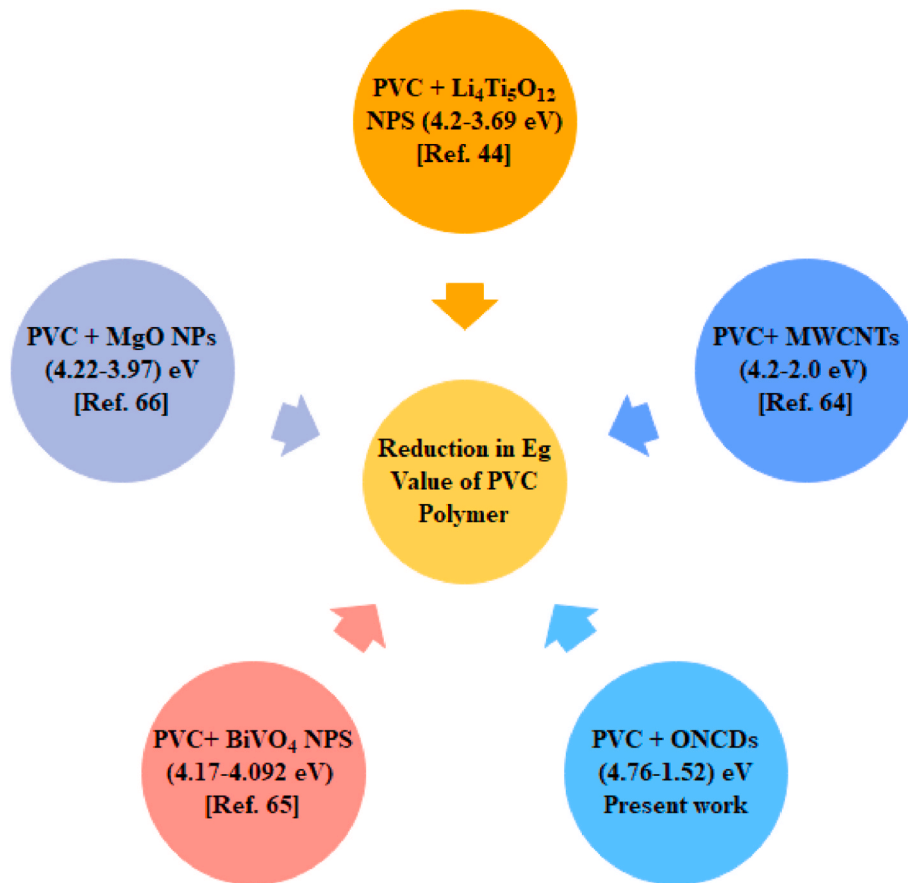 PVC + Li₄Ti₅O₁₂
NPS (4.2-3.69 eV)
[Ref. 44]
PVC + MgO NPs
(4.22-3.97) eV
[Ref. 66]
PVC+ MWCNTs
(4.2-2.0 eV)
[Ref. 64]
Reduction in Eg
Value of PVC
Polymer
PVC+ BiVO₄ NPS
(4.17-4.092 eV)
[Ref. 65]
PVC + ONCDs
(4.76-1.52) eV
Present work